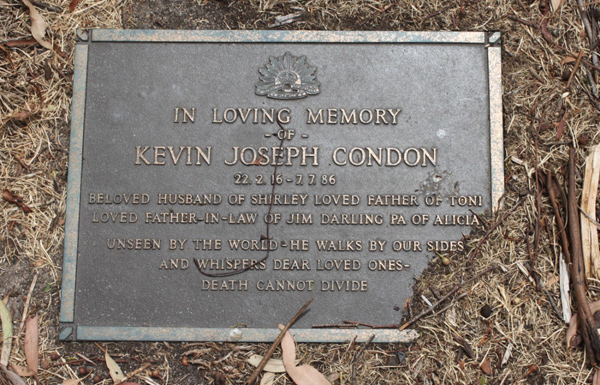 IN LOVING MEMORY
- OF -
KEVIN JOSEPH CONDON
22.2.16-7.7.86
BELOVED HUSBAND OF SHIRLEY LOVED FATHER OF TONI
LOVED FATHER-IN-LAW OF JIM DARLING PA OF ALICIA
UNSEEN BY THE WORLD-HE WALKS BY OUR SIDES
AND WHISPERS DEAR LOVED ONES-
DEATH CANNOT DIVIDE